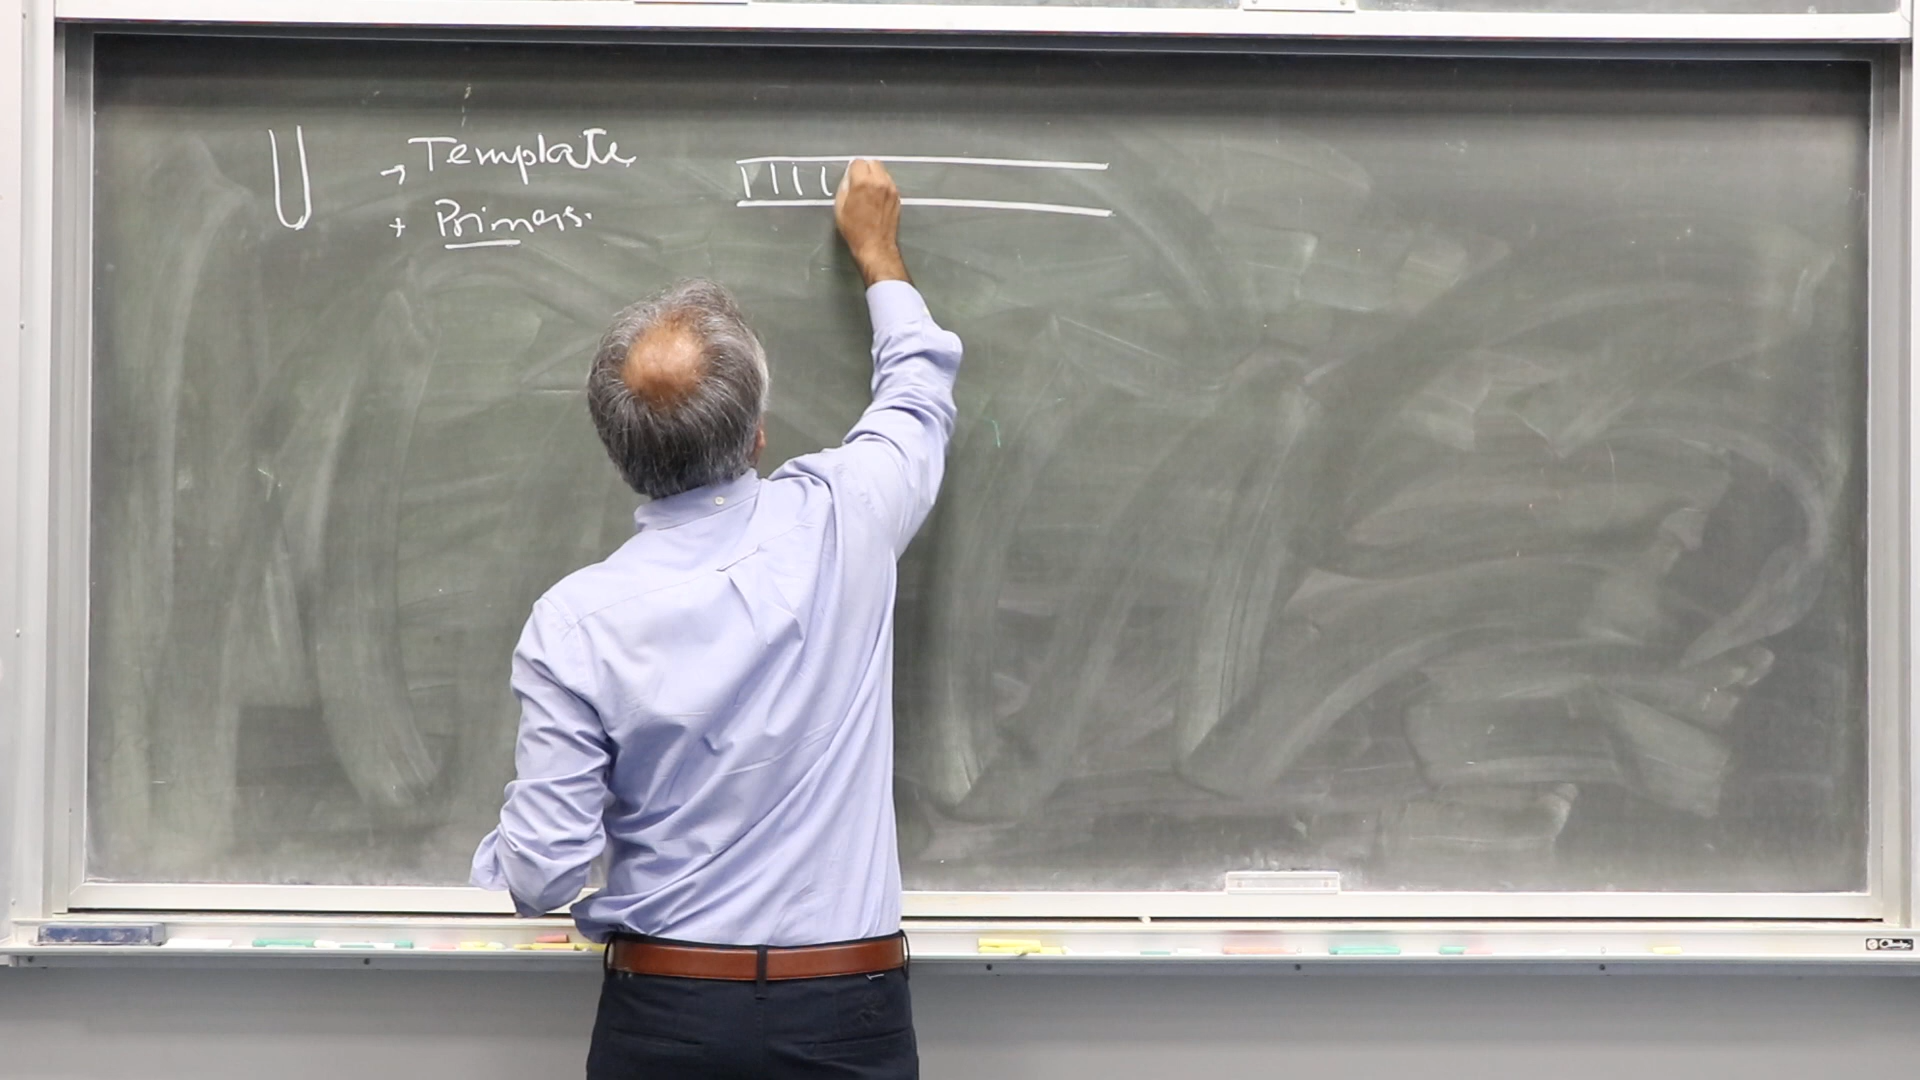 → Template
+ Primers.